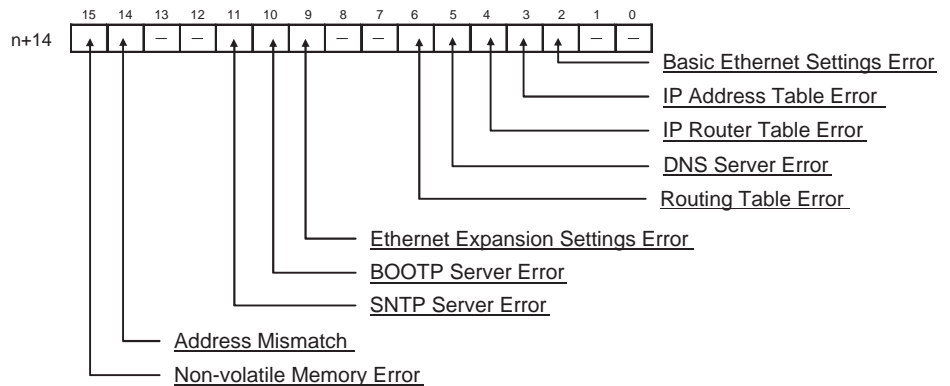 15 14 13 12 11 10 9 8 7 6 5 4 3 2 1 0
n+14 – – – – – –
Basic Ethernet Settings Error
IP Address Table Error
IP Router Table Error
DNS Server Error
Routing Table Error
Ethernet Expansion Settings Error
BOOTP Server Error
SNTP Server Error
Address Mismatch
Non-volatile Memory Error